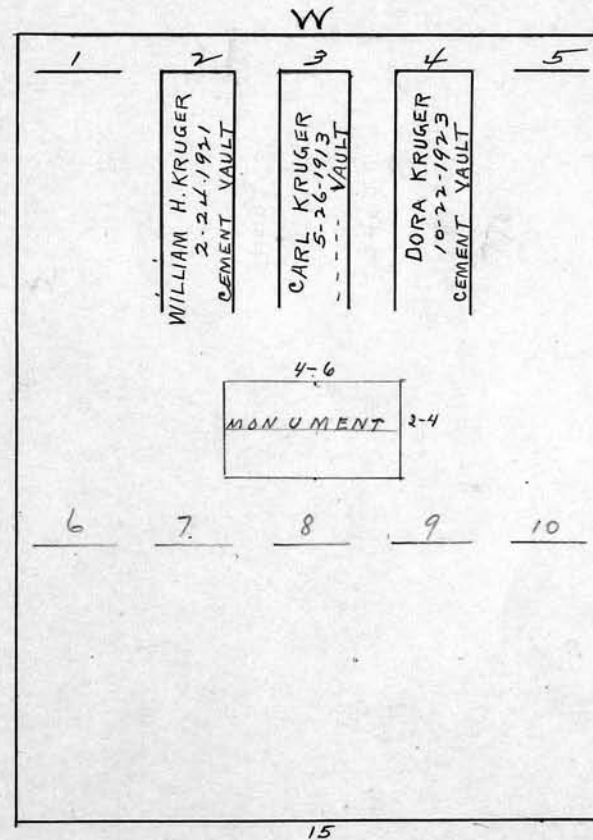 W
1 2 3 4 5
WILLIAM H. KRUGER
2-24-1921
CEMENT VAULT
CARL KRUGER
5-26-1913
----- VAULT
DORA KRUGER
10-22-1923
CEMENT VAULT
4-6
MONUMENT 2-4
6 7 8 9 10
15